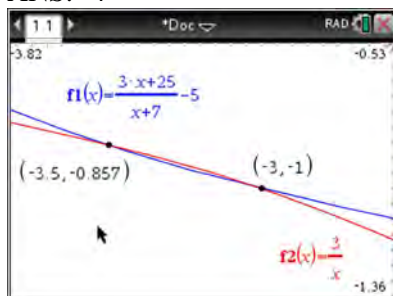 1.1 *Doc RAD
-3.82 -0.53
f1(x)=(3·x+25)/(x+7)-5
(-3.5,-0.857) (-3,-1)
f2(x)=3/x
-1.36